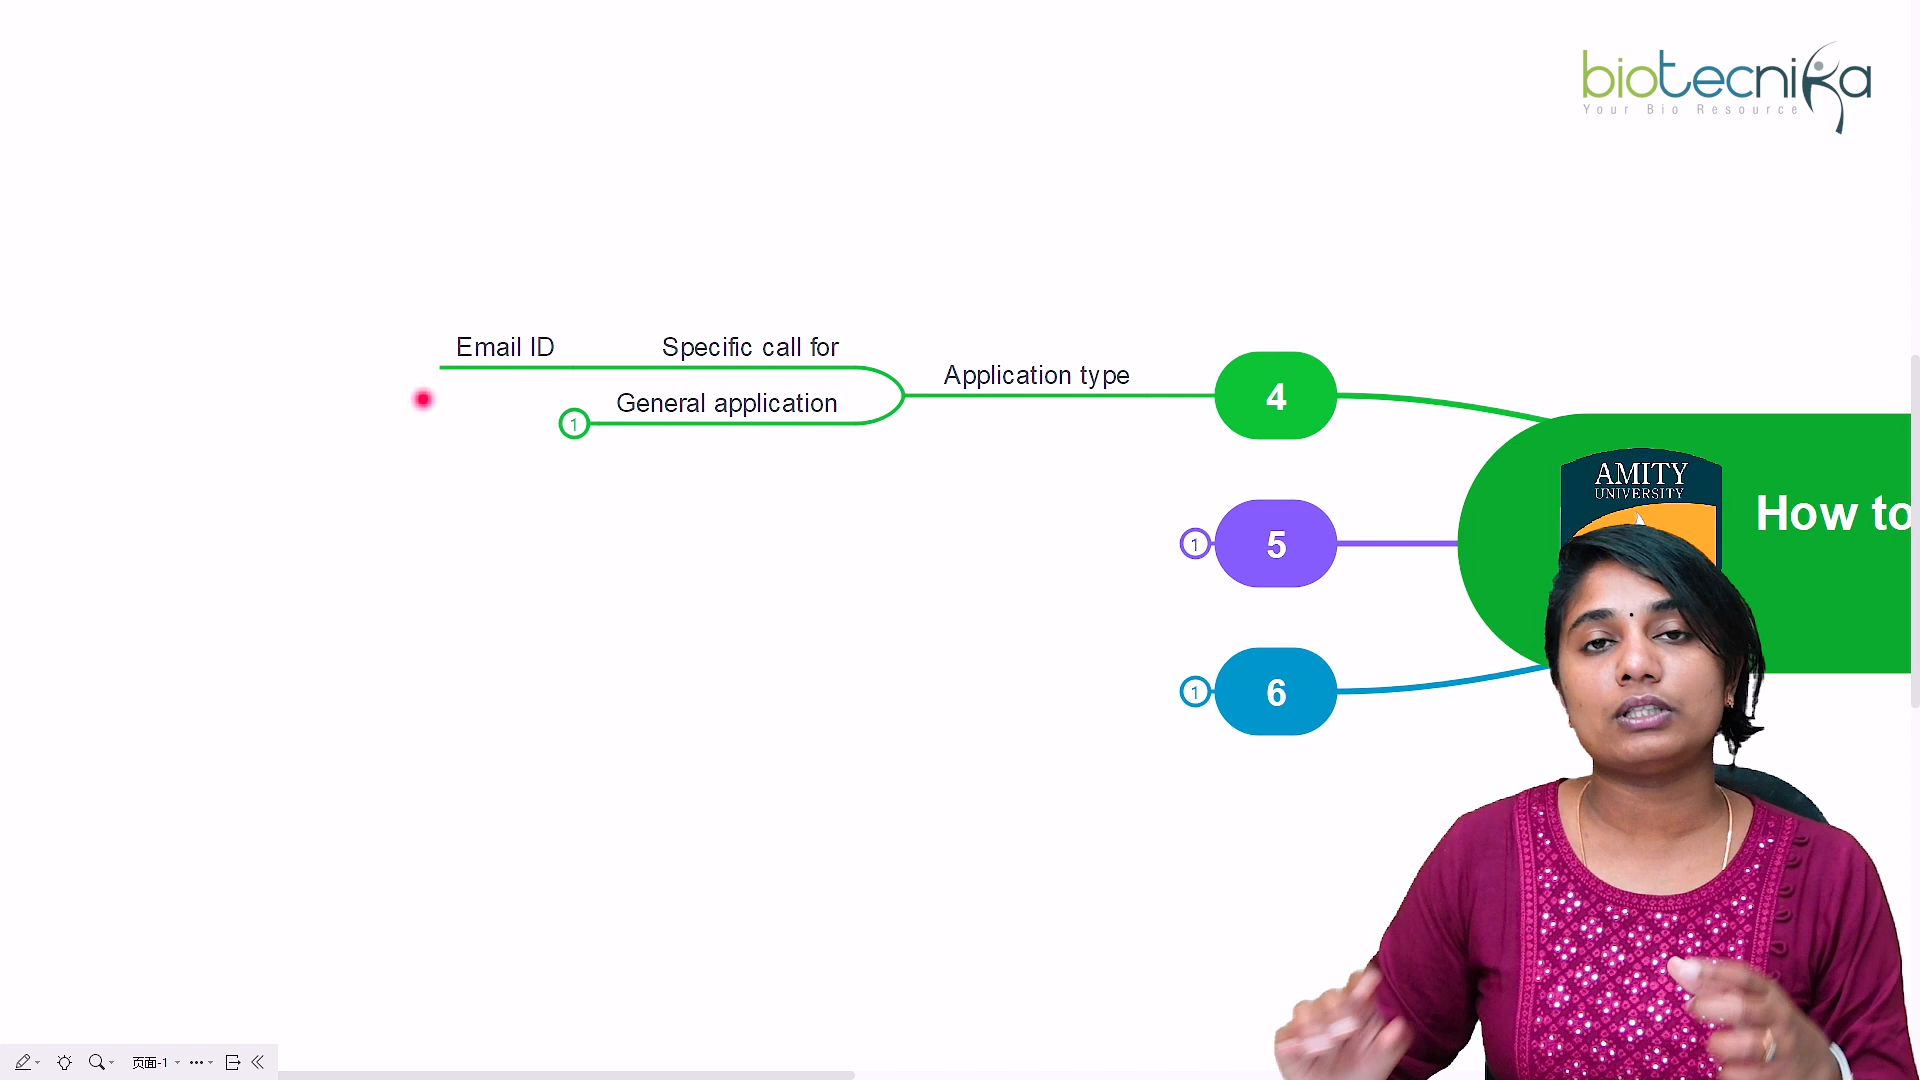 biotecnika
Your Bio Resource
Email ID
Specific call for
General application
1
Application type
4
AMITY
UNIVERSITY
How to
1
5
1
6
页面-1